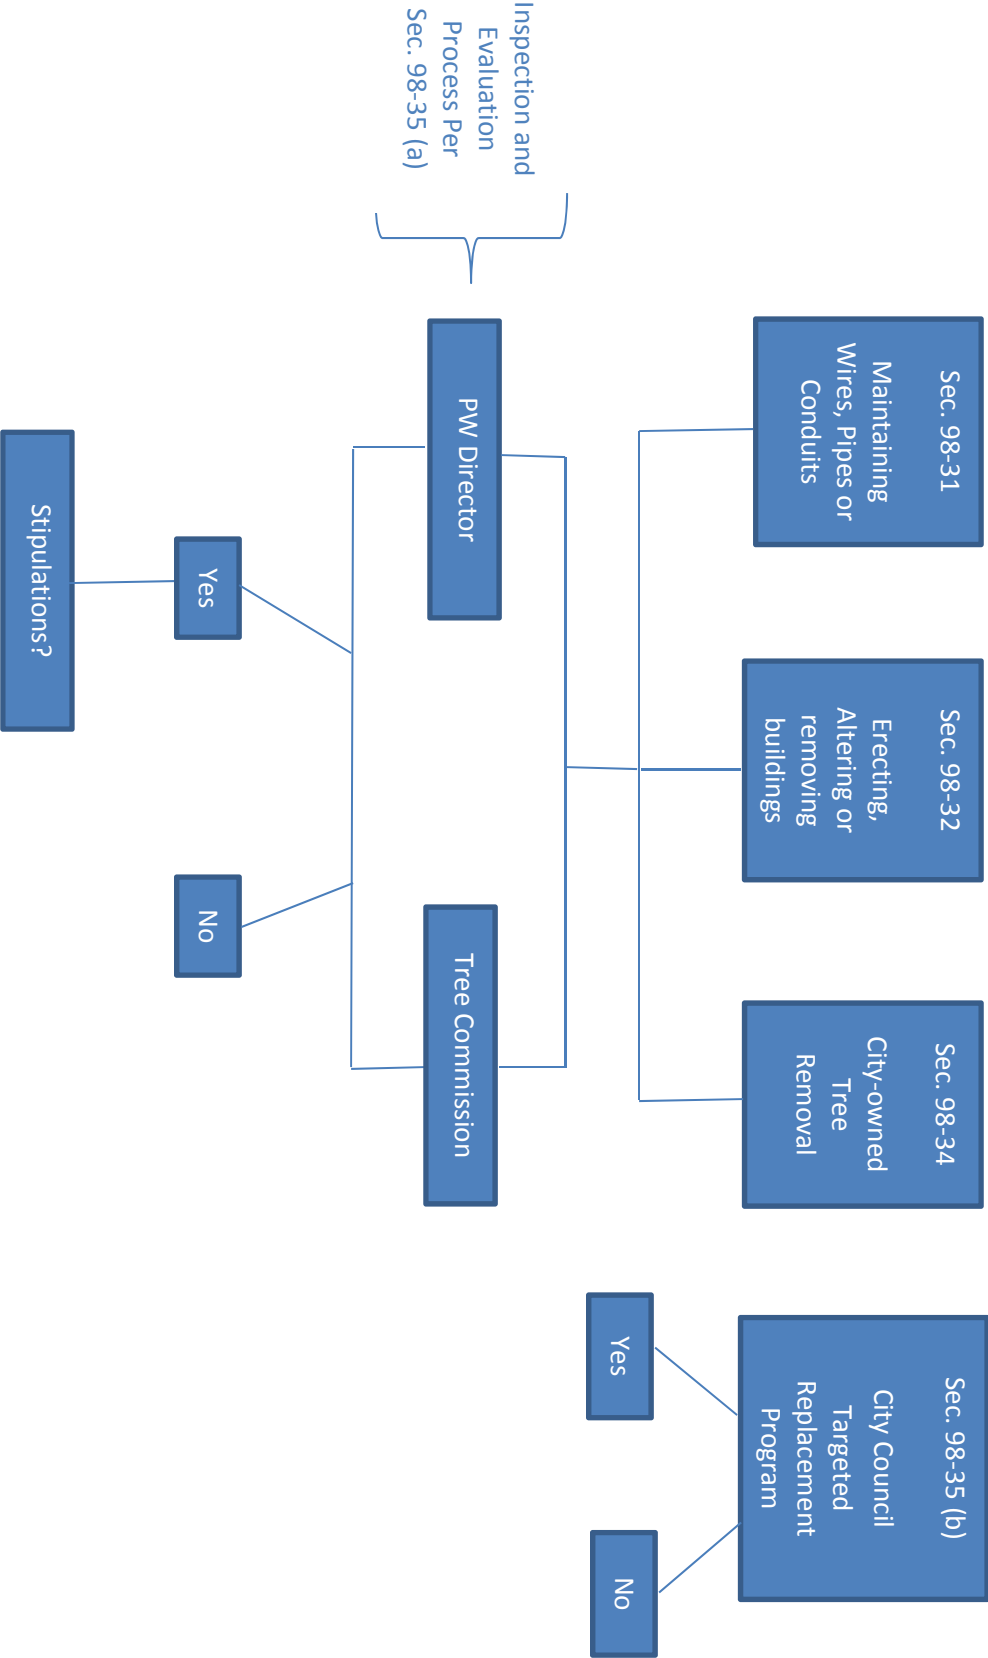 Sec. 98-31
Maintaining
Wires, Pipes or
Conduits
Sec. 98-32
Erecting,
Altering or
removing
buildings
Sec. 98-34
City-owned
Tree
Removal
Sec. 98-35 (b)
City Council
Targeted
Replacement
Program
Yes
No
Inspection and
Evaluation
Process Per
Sec. 98-35 (a)
PW Director
Tree Commission
Yes
No
Stipulations?